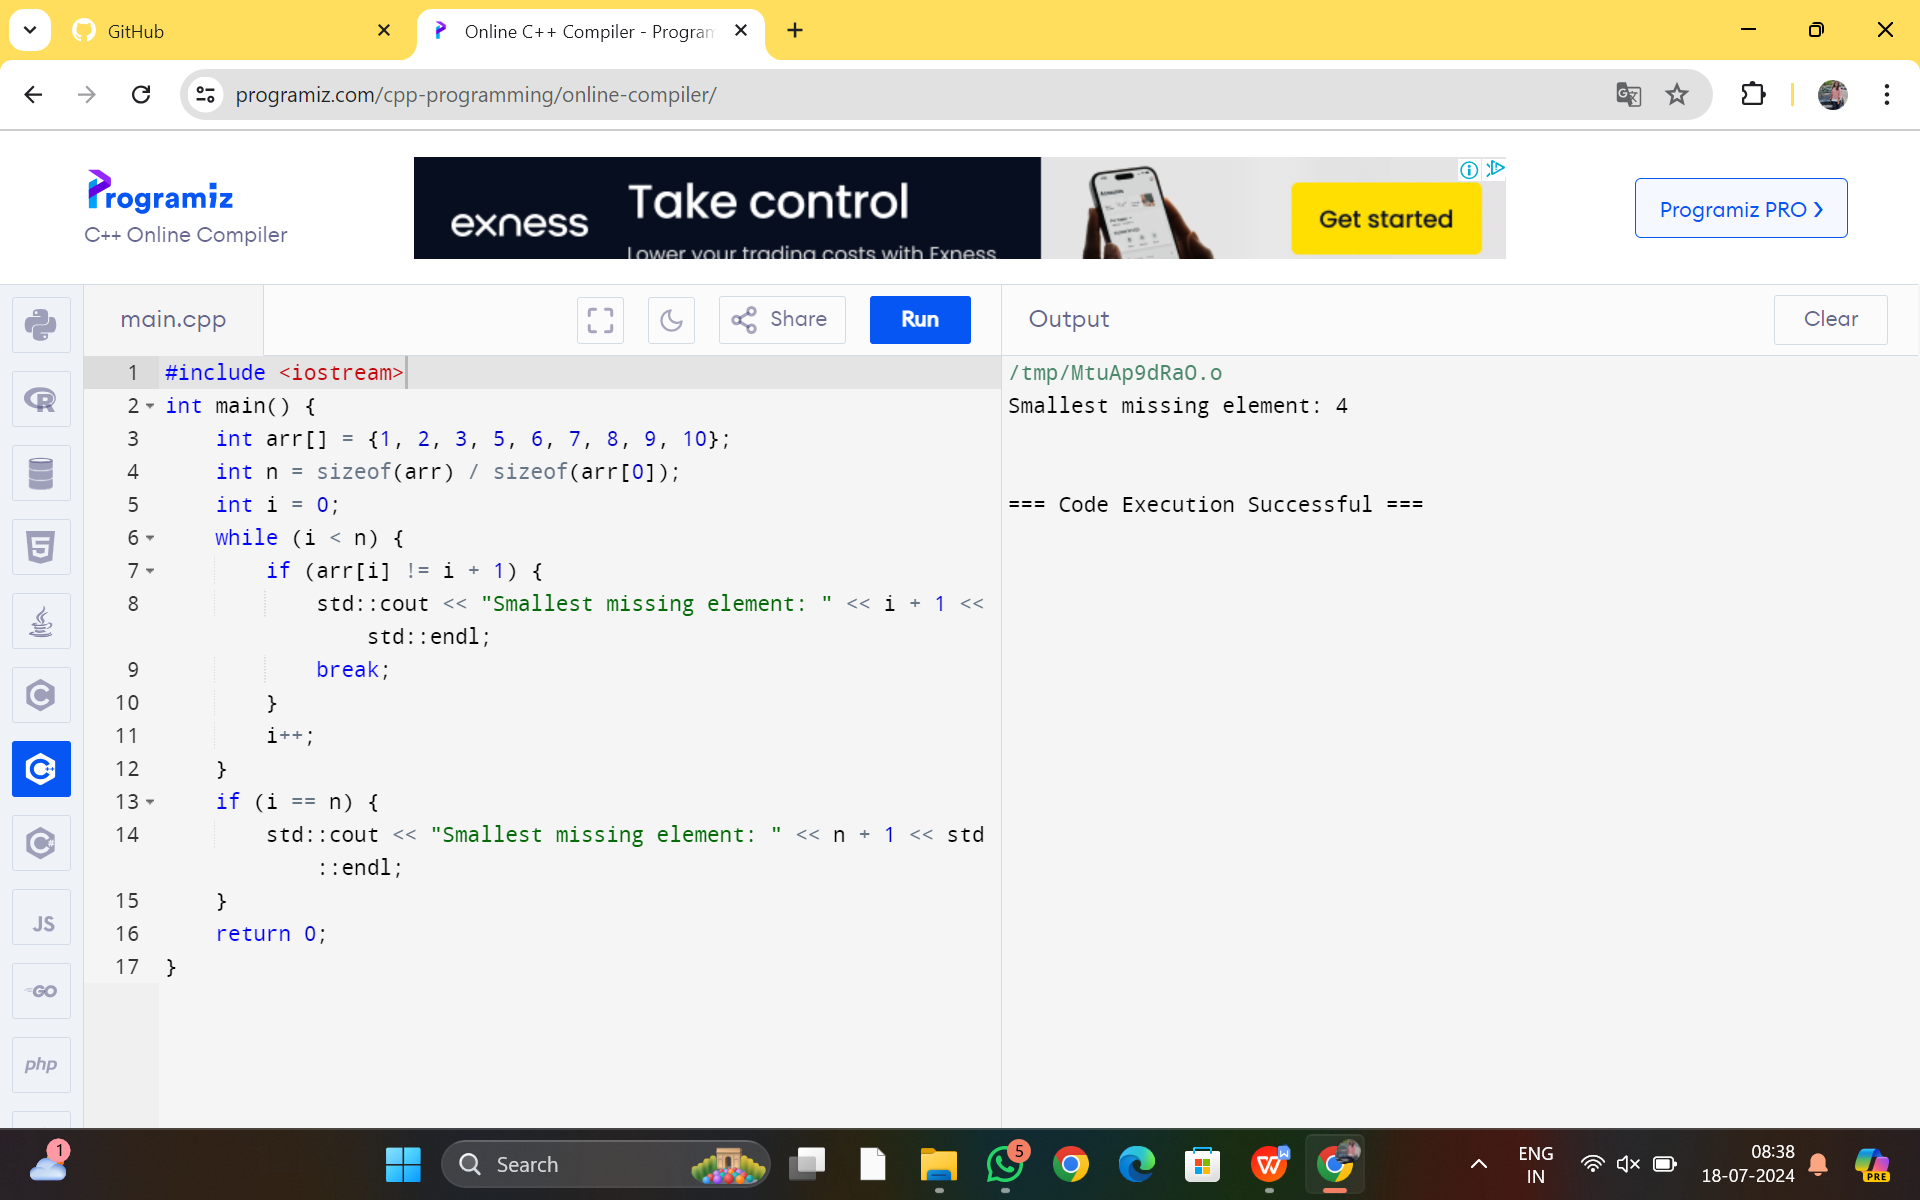 GitHub
Online C++ Compiler - Program
programiz.com/cpp-programming/online-compiler/
Programiz
C++ Online Compiler
exness
Take control
Lower your trading costs with Exness
Get started
Programiz PRO
main.cpp
Share
Run
Output
Clear
1 #include <iostream>
2 int main() {
3 int arr[] = {1, 2, 3, 5, 6, 7, 8, 9, 10};
4 int n = sizeof(arr) / sizeof(arr[0]);
5 int i = 0;
6 while (i < n) {
7 if (arr[i] != i + 1) {
8 std::cout << "Smallest missing element: " << i + 1 <<
std::endl;
9 break;
10 }
11 i++;
12 }
13 if (i == n) {
14 std::cout << "Smallest missing element: " << n + 1 << std
::endl;
15 }
16 return 0;
17 }
/tmp/MtuAp9dRaO.o
Smallest missing element: 4
=== Code Execution Successful ===
JS
GO
php
1
Search
5
ENG
IN
08:38
18-07-2024
PRE